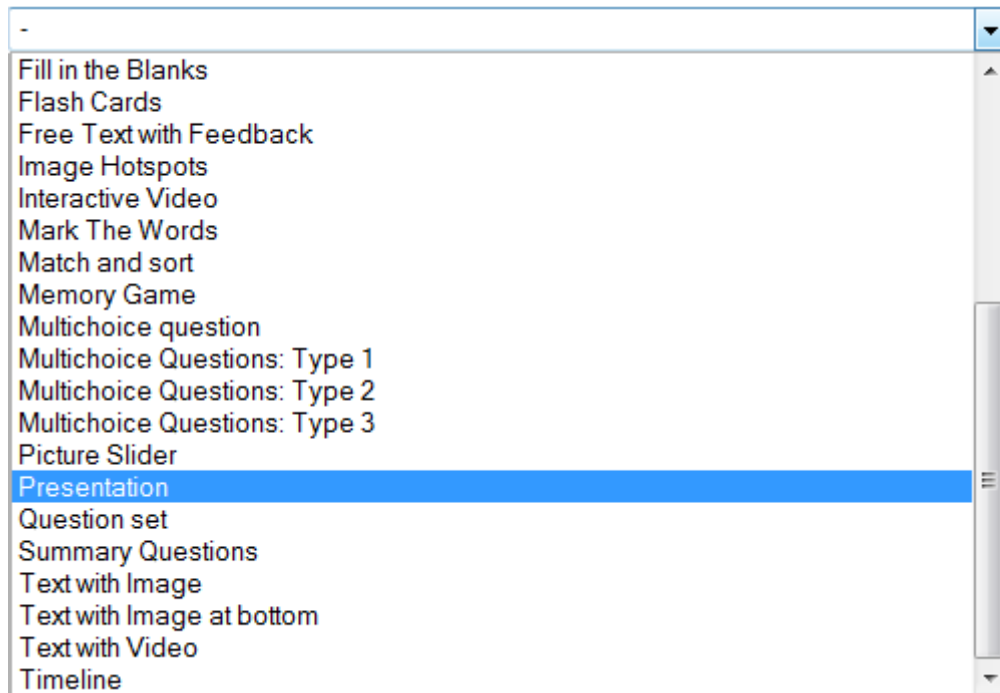 -
Fill in the Blanks
Flash Cards
Free Text with Feedback
Image Hotspots
Interactive Video
Mark The Words
Match and sort
Memory Game
Multichoice question
Multichoice Questions: Type 1
Multichoice Questions: Type 2
Multichoice Questions: Type 3
Picture Slider
Presentation
Question set
Summary Questions
Text with Image
Text with Image at bottom
Text with Video
Timeline